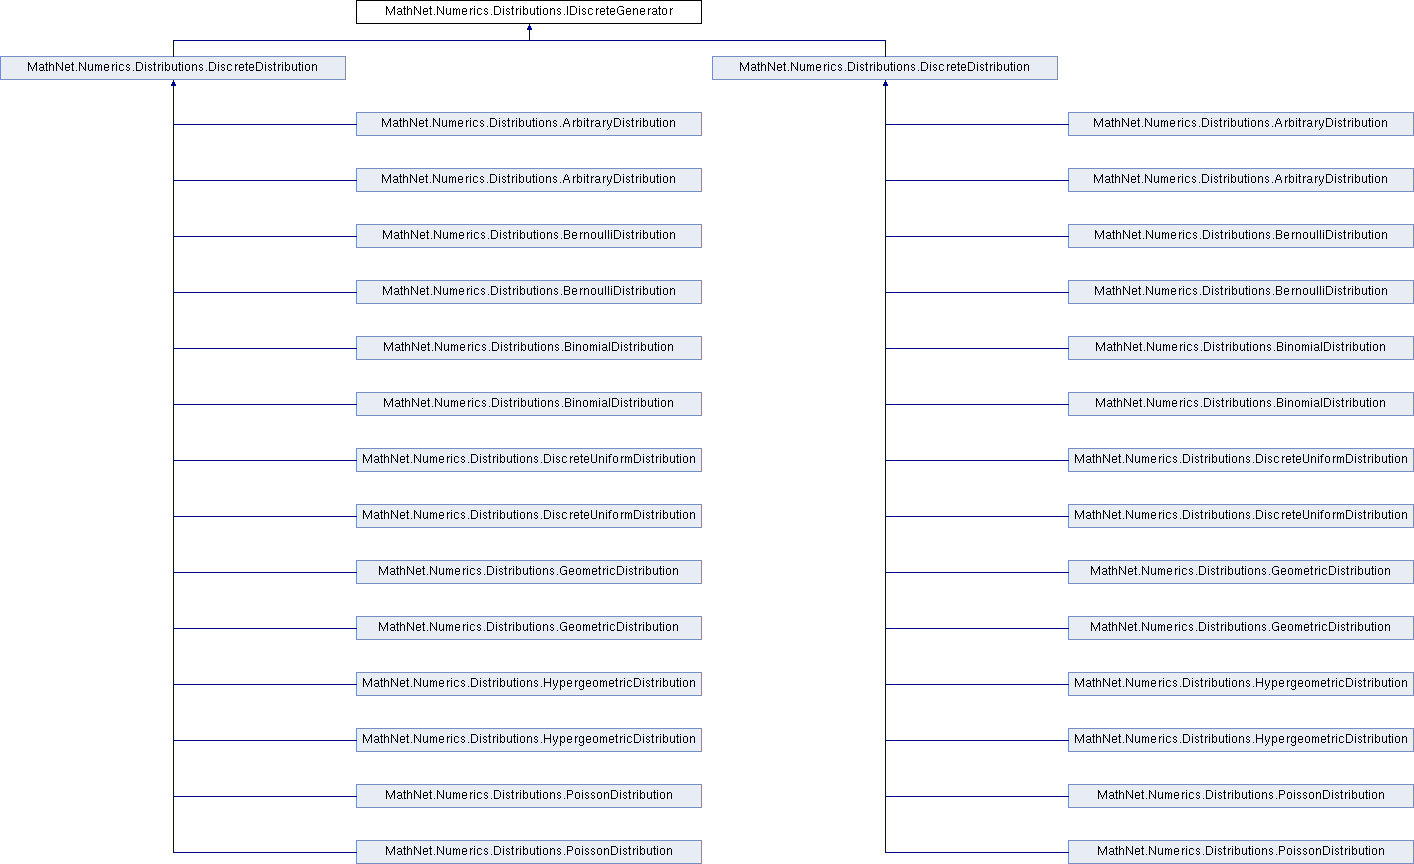 MathNet.Numerics.Distributions.IDiscreteGenerator
MathNet.Numerics.Distributions.DiscreteDistribution MathNet.Numerics.Distributions.DiscreteDistribution
MathNet.Numerics.Distributions.ArbitraryDistribution MathNet.Numerics.Distributions.ArbitraryDistribution
MathNet.Numerics.Distributions.ArbitraryDistribution MathNet.Numerics.Distributions.ArbitraryDistribution
MathNet.Numerics.Distributions.BernoulliDistribution MathNet.Numerics.Distributions.BernoulliDistribution
MathNet.Numerics.Distributions.BernoulliDistribution MathNet.Numerics.Distributions.BernoulliDistribution
MathNet.Numerics.Distributions.BinomialDistribution MathNet.Numerics.Distributions.BinomialDistribution
MathNet.Numerics.Distributions.BinomialDistribution MathNet.Numerics.Distributions.BinomialDistribution
MathNet.Numerics.Distributions.DiscreteUniformDistribution MathNet.Numerics.Distributions.DiscreteUniformDistribution
MathNet.Numerics.Distributions.DiscreteUniformDistribution MathNet.Numerics.Distributions.DiscreteUniformDistribution
MathNet.Numerics.Distributions.GeometricDistribution MathNet.Numerics.Distributions.GeometricDistribution
MathNet.Numerics.Distributions.GeometricDistribution MathNet.Numerics.Distributions.GeometricDistribution
MathNet.Numerics.Distributions.HypergeometricDistribution MathNet.Numerics.Distributions.HypergeometricDistribution
MathNet.Numerics.Distributions.HypergeometricDistribution MathNet.Numerics.Distributions.HypergeometricDistribution
MathNet.Numerics.Distributions.PoissonDistribution MathNet.Numerics.Distributions.PoissonDistribution
MathNet.Numerics.Distributions.PoissonDistribution MathNet.Numerics.Distributions.PoissonDistribution